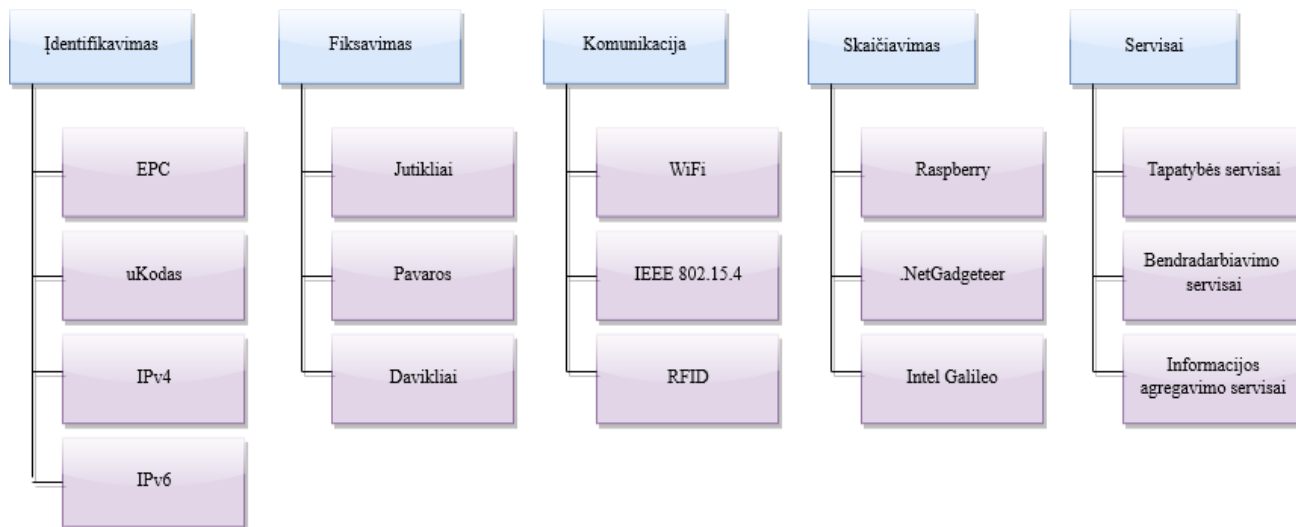 Įdentifikavimas
EPC
uKodas
IPv4
IPv6
Fiksavimas
Jutikliai
Pavaros
Davikliai
Komunikacija
WiFi
IEEE 802.15.4
RFID
Skaičiavimas
Raspberry
.NetGadgeteer
Intel Galileo
Servisai
Tapatybės servisai
Bendradarbiavimo
servisai
Informacijos
agregavimo servisai